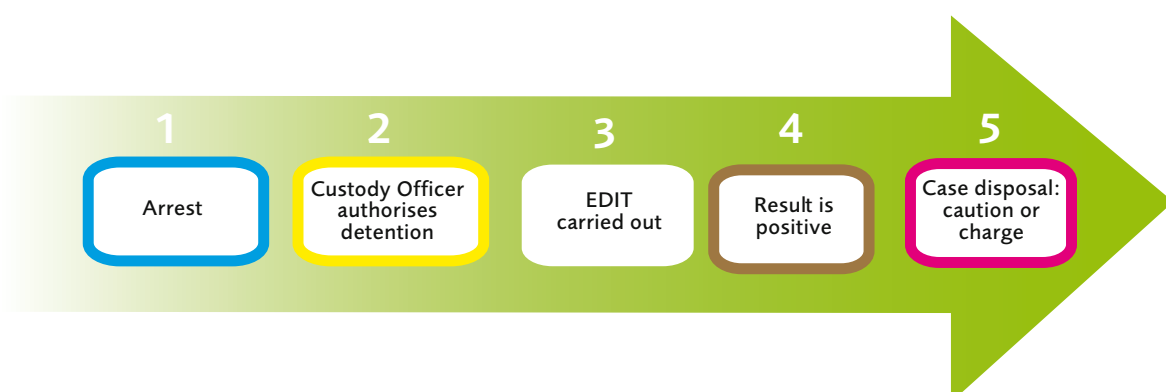 1
2
3
4
5
Arrest
Custody Officer
authorises
detention
EDIT
carried out
Result is
positive
Case disposal:
caution or
charge